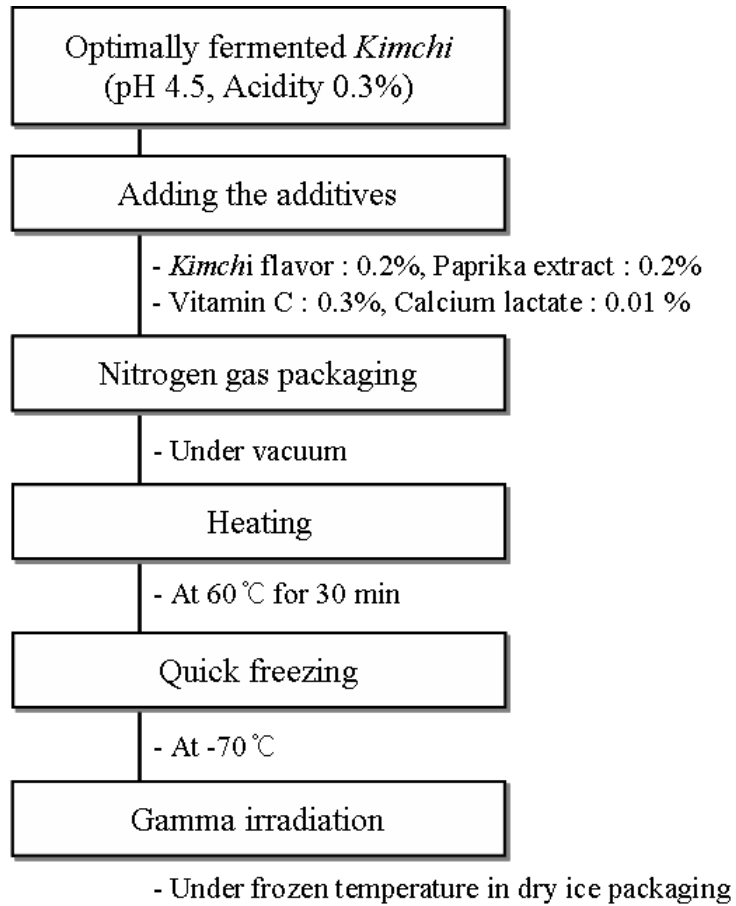 Optimally fermented Kimchi
(pH 4.5, Acidity 0.3%)
Adding the additives
- Kimchi flavor : 0.2%, Paprika extract : 0.2%
- Vitamin C : 0.3%, Calcium lactate : 0.01 %
Nitrogen gas packaging
- Under vacuum
Heating
- At 60℃ for 30 min
Quick freezing
- At -70℃
Gamma irradiation
- Under frozen temperature in dry ice packaging